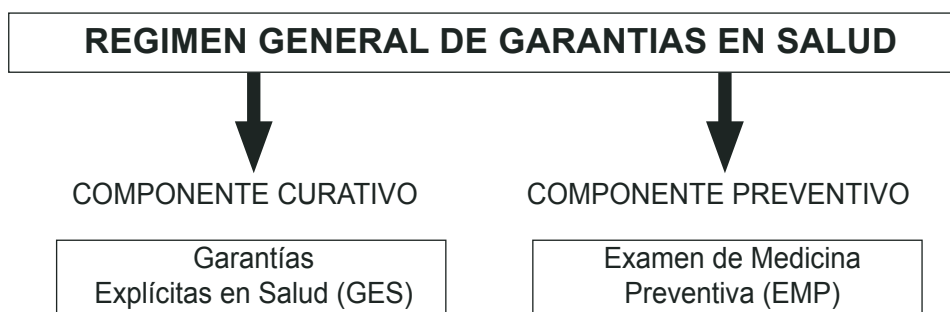 REGIMEN GENERAL DE GARANTIAS EN SALUD
COMPONENTE CURATIVO
COMPONENTE PREVENTIVO
Garantías
Explícitas en Salud (GES)
Examen de Medicina
Preventiva (EMP)